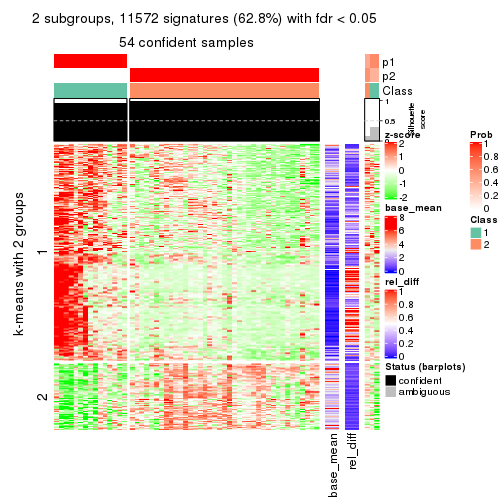 2 subgroups, 11572 signatures (62.8%) with fdr < 0.05
54 confident samples
p1
p2
Class
1
0.5
0
Silhouette
score
k-means with 2 groups
1
2
z-score
2
1
0
-1
-2
base_mean
8
6
4
2
0
rel_diff
1
0.8
0.6
0.4
0.2
0
Status (barplots)
confident
ambiguous
Prob
1
0.8
0.6
0.4
0.2
0
Class
1
2
base_mean
rel_diff